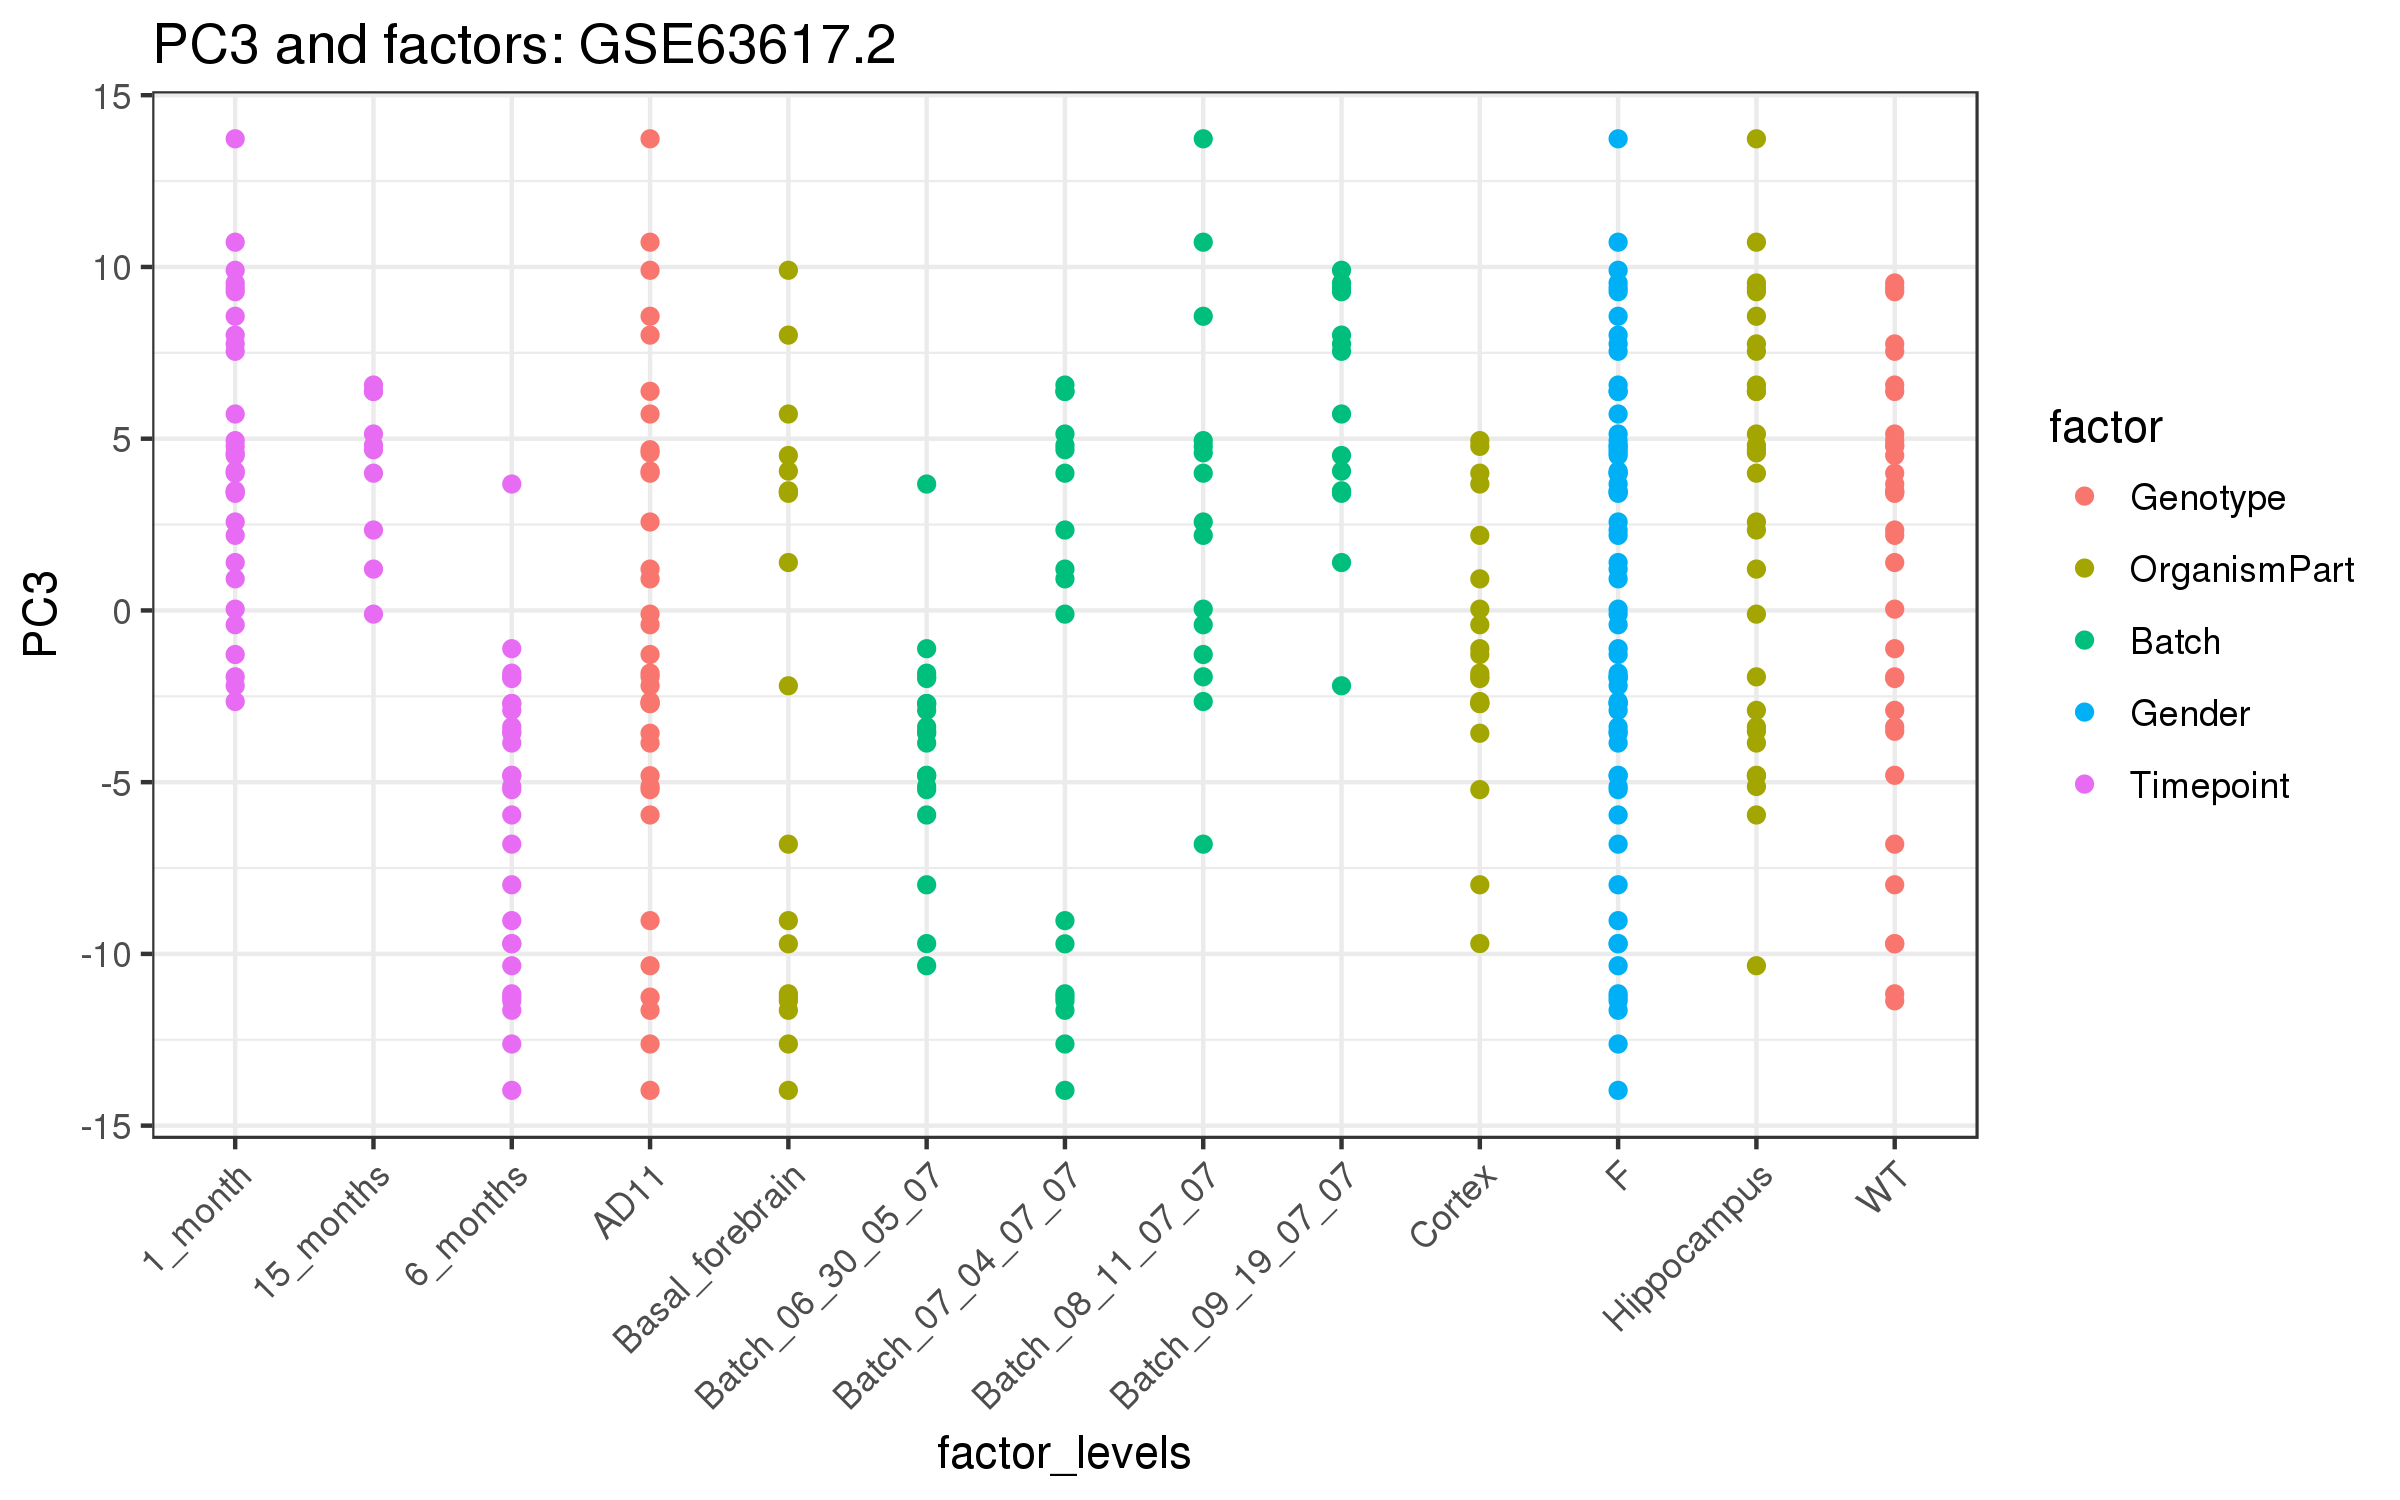 PC3 and factors: GSE63617.2
15
10
5
0
-5
-10
-15
PC3
1_month
15_months
6_months
AD11
Basal_forebrain
Batch_06_30_05_07
Batch_07_04_07_07
Batch_08_11_07_07
Batch_09_19_07_07
Cortex
F
Hippocampus
WT
factor_levels
factor
Genotype
OrganismPart
Batch
Gender
Timepoint